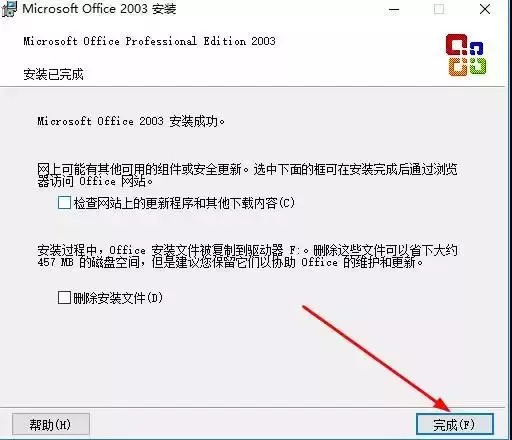 Microsoft Office 2003 安装
Microsoft Office Professional Edition 2003
安装已完成
Microsoft Office 2003 安装成功。
网上可能有其他可用的组件或安全更新。选中下面的框可在安装完成后通过浏览
器访问 Office 网站。
检查网站上的更新程序和其他下载内容(C)
安装过程中，Office 安装文件被复制到驱动器 F:。删除这些文件可以省下大约
457 MB 的磁盘空间，但是建议您保留它们以协助 Office 的维护和更新。
删除安装文件(D)
帮助(H)
完成(F)